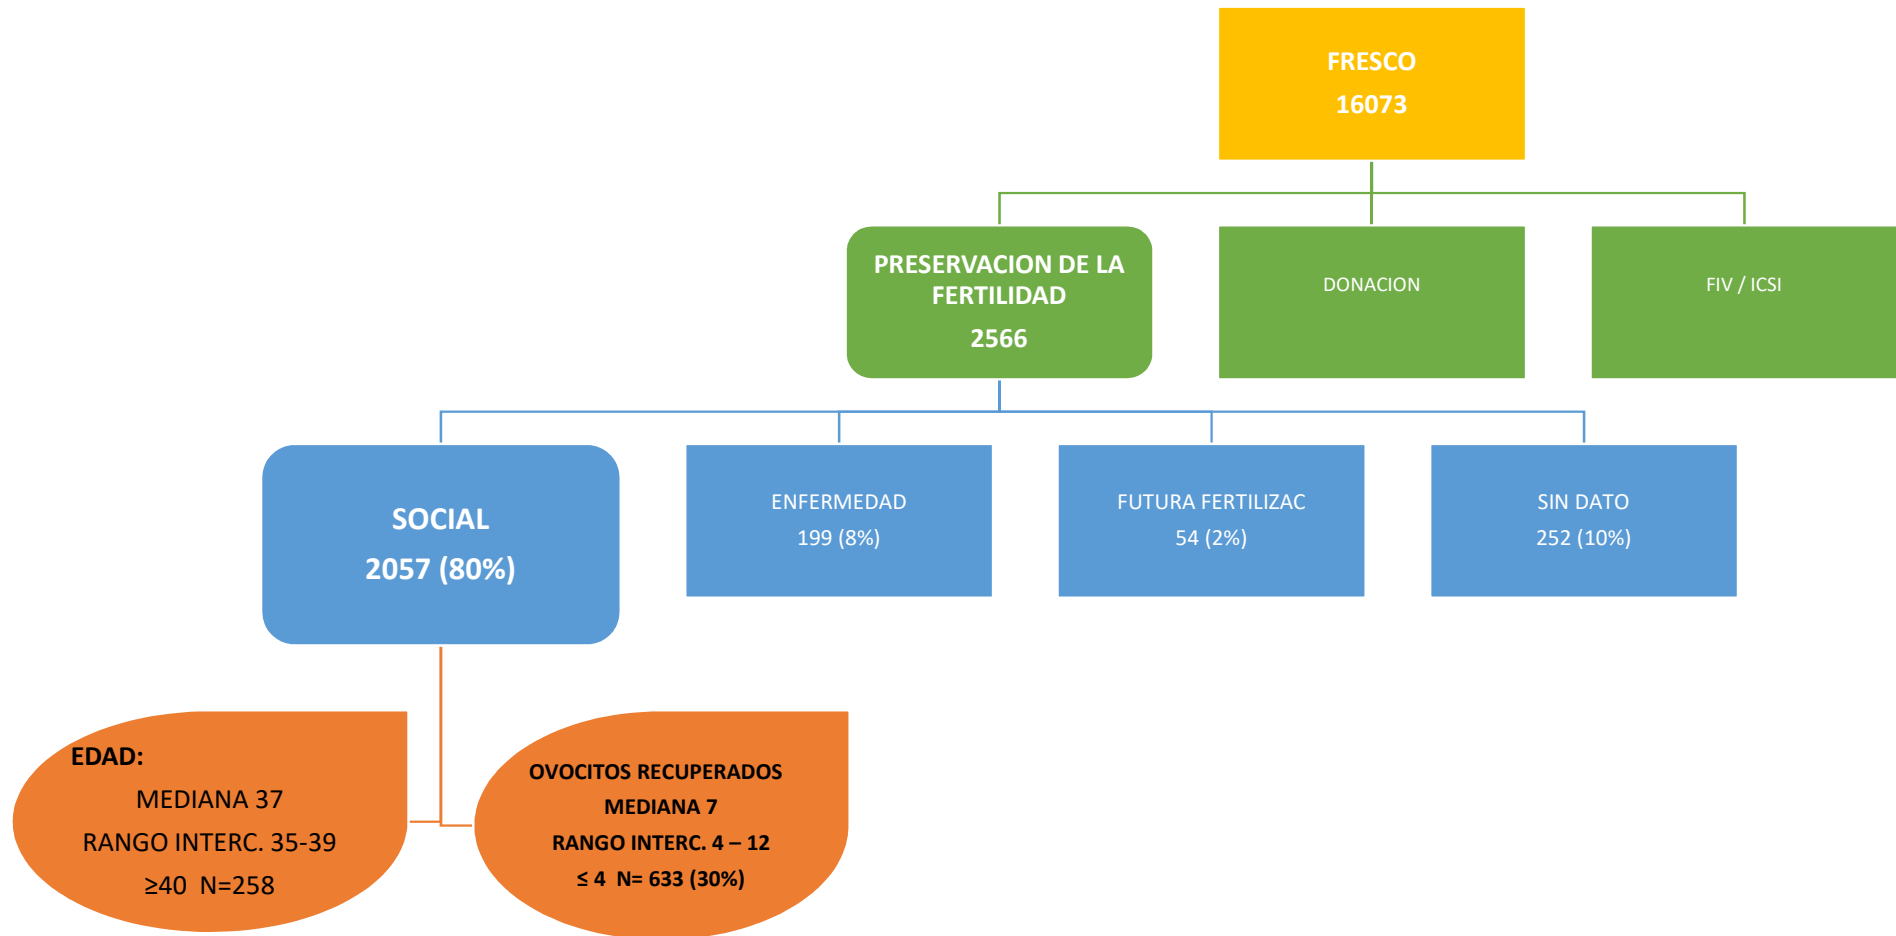 FRESCO
16073
PRESERVACION DE LA
FERTILIDAD
2566
DONACION
FIV / ICSI
SOCIAL
2057 (80%)
ENFERMEDAD
199 (8%)
FUTURA FERTILIZAC
54 (2%)
SIN DATO
252 (10%)
EDAD:
MEDIANA 37
RANGO INTERC. 35-39
≥40 N=258
OVOCITOS RECUPERADOS
MEDIANA 7
RANGO INTERC. 4 – 12
≤ 4 N= 633 (30%)